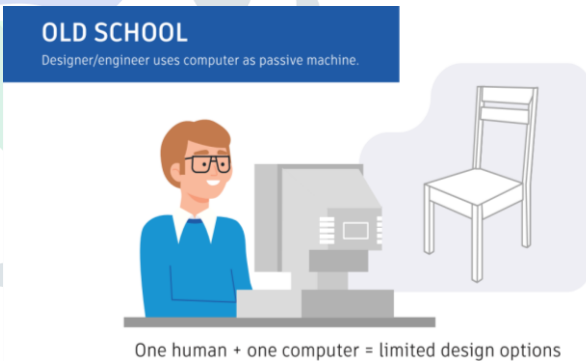 OLD SCHOOL
Designer/engineer uses computer as passive machine.
One human + one computer = limited design options